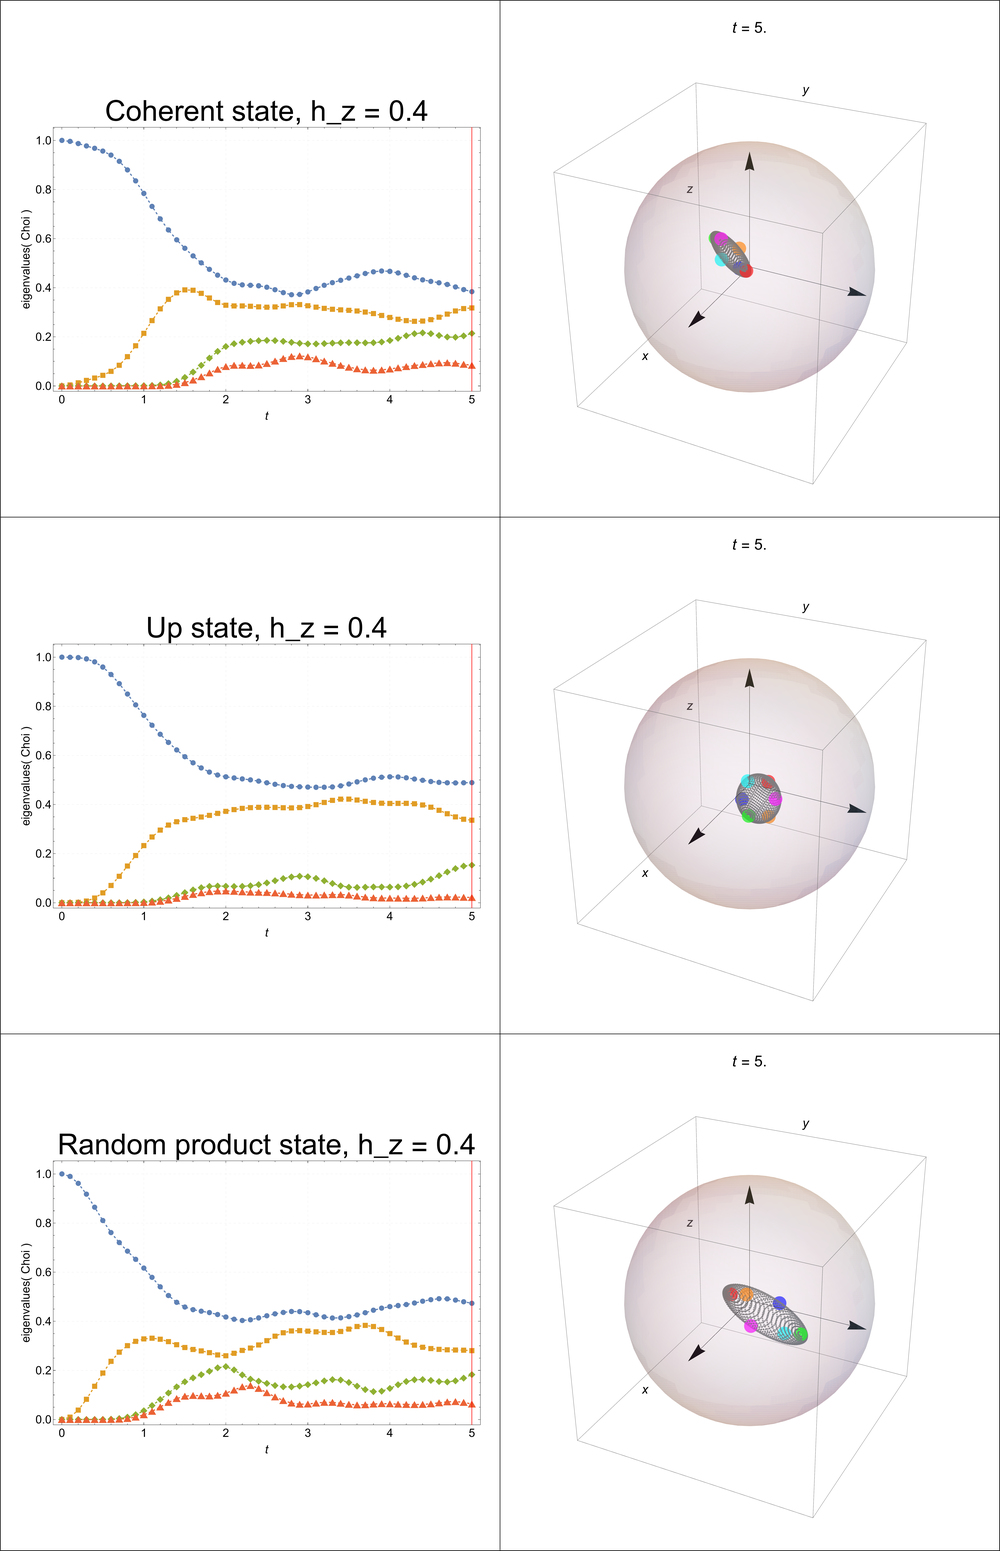 Coherent state, h_z = 0.4
eigenvalues( Choi )
1.0
0.8
0.6
0.4
0.2
0.0
0 1 2 3 4 5
t
t = 5.
y
z
x
Up state, h_z = 0.4
eigenvalues( Choi )
1.0
0.8
0.6
0.4
0.2
0.0
0 1 2 3 4 5
t
t = 5.
y
z
x
Random product state, h_z = 0.4
eigenvalues( Choi )
1.0
0.8
0.6
0.4
0.2
0.0
0 1 2 3 4 5
t
t = 5.
y
z
x